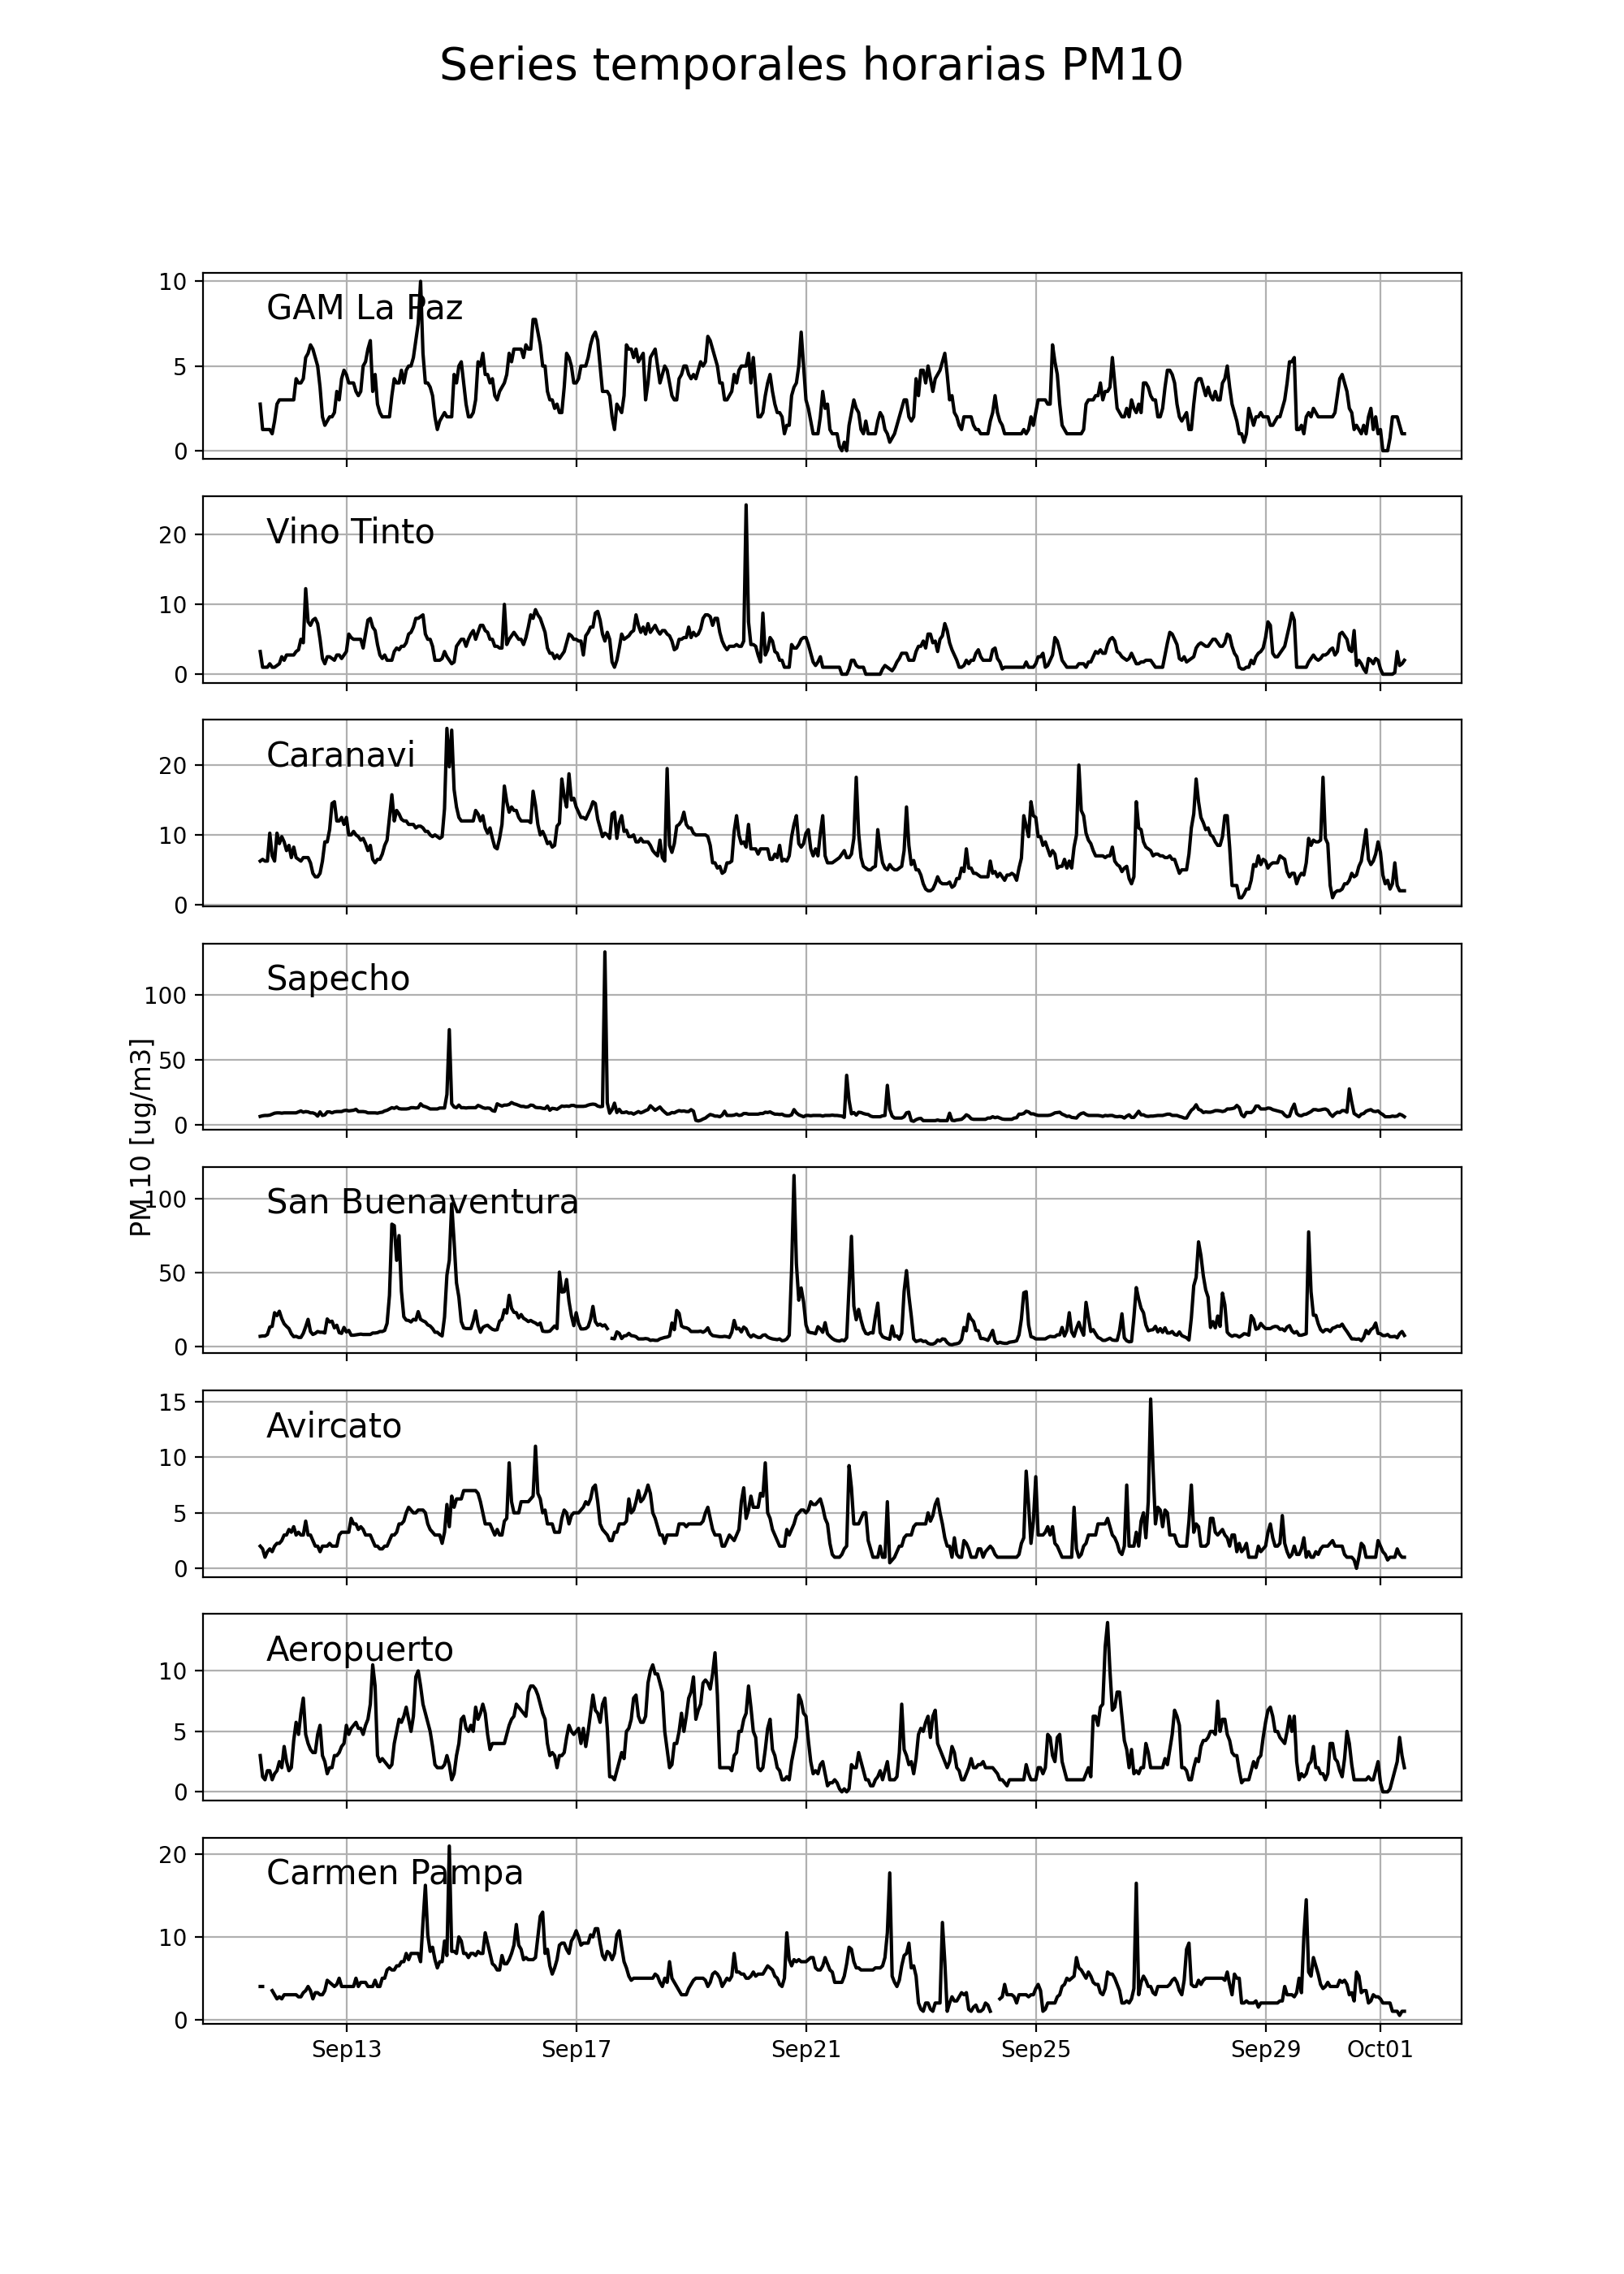 Series temporales horarias PM10
10
GAM La Paz
5
0
20
Vino Tinto
10
0
20
Caranavi
10
0
PM 10 [ug/m3]
Sapecho
100
50
0
100
San Buenaventura
50
0
15
Avircato
10
5
0
Aeropuerto
10
5
0
20
Carmen Pampa
10
0
Sep13 Sep17 Sep21 Sep25 Sep29 Oct01